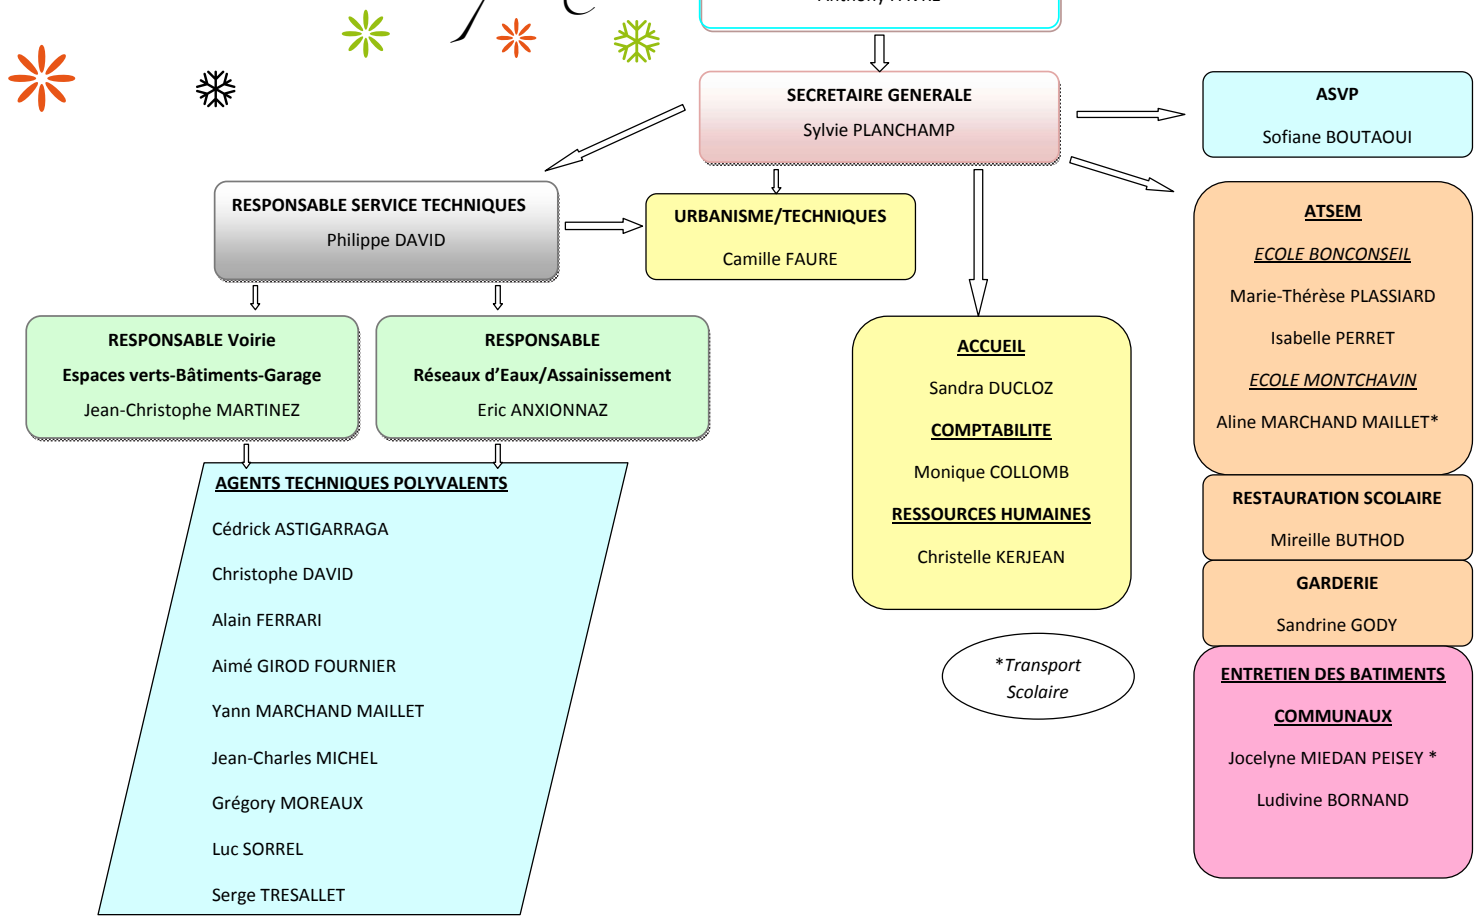 SECRETAIRE GENERALE
Sylvie PLANCHAMP
ASVP
Sofiane BOUTAOUI
RESPONSABLE SERVICE TECHNIQUES
Philippe DAVID
URBANISME/TECHNIQUES
Camille FAURE
RESPONSABLE Voirie
Espaces verts-Bâtiments-Garage
Jean-Christophe MARTINEZ
RESPONSABLE
Réseaux d'Eaux/Assainissement
Eric ANXIONNAZ
AGENTS TECHNIQUES POLYVALENTS
Cédrick ASTIGARRAGA
Christophe DAVID
Alain FERRARI
Aimé GIROD FOURNIER
Yann MARCHAND MAILLET
Jean-Charles MICHEL
Grégory MOREAUX
Luc SORREL
Serge TRESALLET
ACCUEIL
Sandra DUCLOZ
COMPTABILITE
Monique COLLOMB
RESSOURCES HUMAINES
Christelle KERJEAN
*Transport
Scolaire
ATSEM
ECOLE BONCONSEIL
Marie-Thérèse PLASSIARD
Isabelle PERRET
ECOLE MONTCHAVIN
Aline MARCHAND MAILLET*
RESTAURATION SCOLAIRE
Mireille BUTHOD
GARDERIE
Sandrine GODY
ENTRETIEN DES BATIMENTS
COMMUNAUX
Jocelyne MIEDAN PEISEY *
Ludivine BORNAND